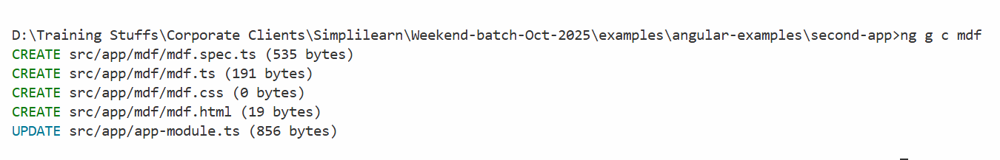 D:\Training Stuffs\Corporate Clients\Simplilearn\Weekend-batch-Oct-2025\examples\angular-examples\second-app>ng g c mdf
CREATE src/app/mdf/mdf.spec.ts (535 bytes)
CREATE src/app/mdf/mdf.ts (191 bytes)
CREATE src/app/mdf/mdf.css (0 bytes)
CREATE src/app/mdf/mdf.html (19 bytes)
UPDATE src/app/app-module.ts (856 bytes)